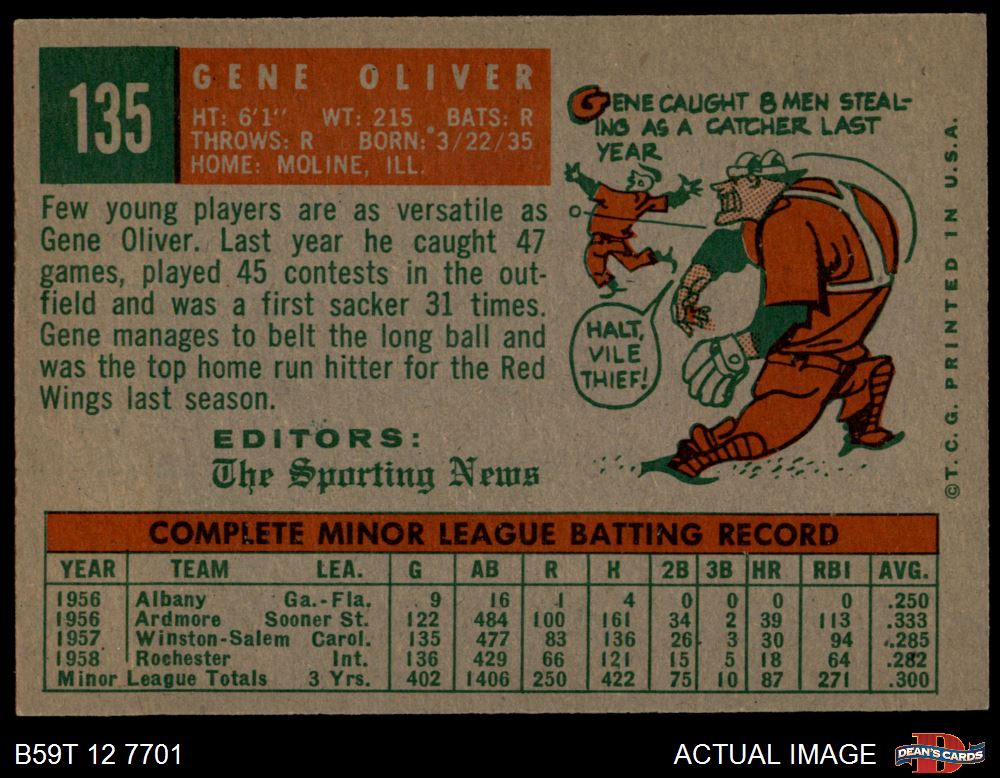 135
GENE OLIVER
HT: 6'1" WT: 215 BATS: R
THROWS: R BORN: 3/22/35
HOME: MOLINE, ILL.
Few young players are as versatile as
Gene Oliver. Last year he caught 47
games, played 45 contests in the out-
field and was a first sacker 31 times.
Gene manages to belt the long ball and
was the top home run hitter for the Red
Wings last season.
EDITORS:
The Sporting News
GENE CAUGHT 8 MEN STEAL-
ING AS A CATCHER LAST
YEAR
HALT,
VILE
THIEF!
©T.C.G. PRINTED IN U.S.A.
COMPLETE MINOR LEAGUE BATTING RECORD
YEAR TEAM LEA. G AB R H 2B 3B HR RBI AVG.
1956 Albany Ga.-Fla. 9 16 1 4 0 0 0 0 .250
1956 Ardmore Sooner St. 122 484 100 161 34 2 39 113 .333
1957 Winston-Salem Carol. 135 477 83 136 26 3 30 94 .285
1958 Rochester Int. 136 429 66 121 15 5 18 64 .282
Minor League Totals 3 Yrs. 402 1406 250 422 75 10 87 271 .300
B59T 12 7701
ACTUAL IMAGE
D
DEAN'S CARDS